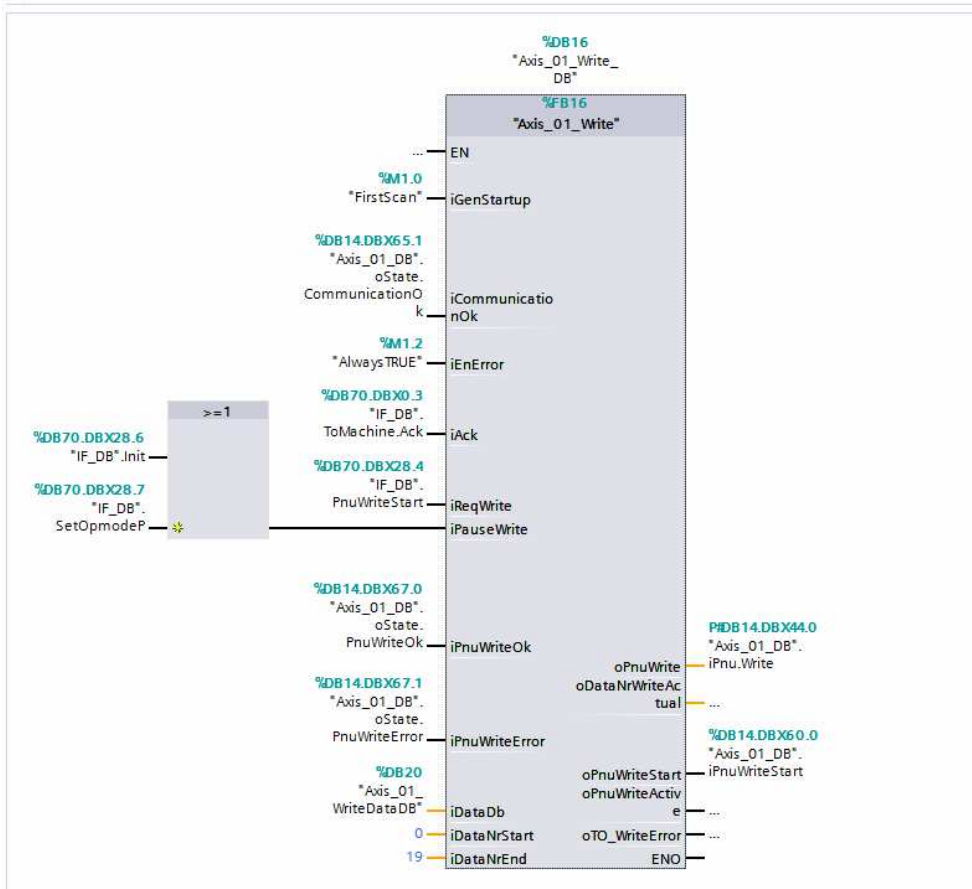 %DB16
"Axis_01_Write_
DB"
%FB16
"Axis_01_Write"
... EN
%M1.0
"FirstScan" iGenStartup
%DB14.DBX65.1
"Axis_01_DB".
oState.
CommunicationO
k
iCommunicatio
nOk
%M1.2
"AlwaysTRUE" iEnError
%DB70.DBX0.3
"IF_DB".
ToMachine.Ack iAck
>=1
%DB70.DBX28.6
"IF_DB".Init
%DB70.DBX28.7
"IF_DB".
SetOpmodeP
%DB70.DBX28.4
"IF_DB".
PnuWriteStart iReqWrite
iPauseWrite
%DB14.DBX67.0
"Axis_01_DB".
oState.
PnuWriteOk iPnuWriteOk
%DB14.DBX67.1
"Axis_01_DB".
oState.
PnuWriteError iPnuWriteError
%DB20
"Axis_01_
WriteDataDB" iDataDb
0 iDataNrStart
19 iDataNrEnd
P#DB14.DBX44.0
"Axis_01_DB".
oPnuWrite iPnu.Write
oDataNrWriteAc
tual ...
%DB14.DBX60.0
"Axis_01_DB".
oPnuWriteStart iPnuWriteStart
oPnuWriteActiv
e ...
oTO_WriteError ...
ENO